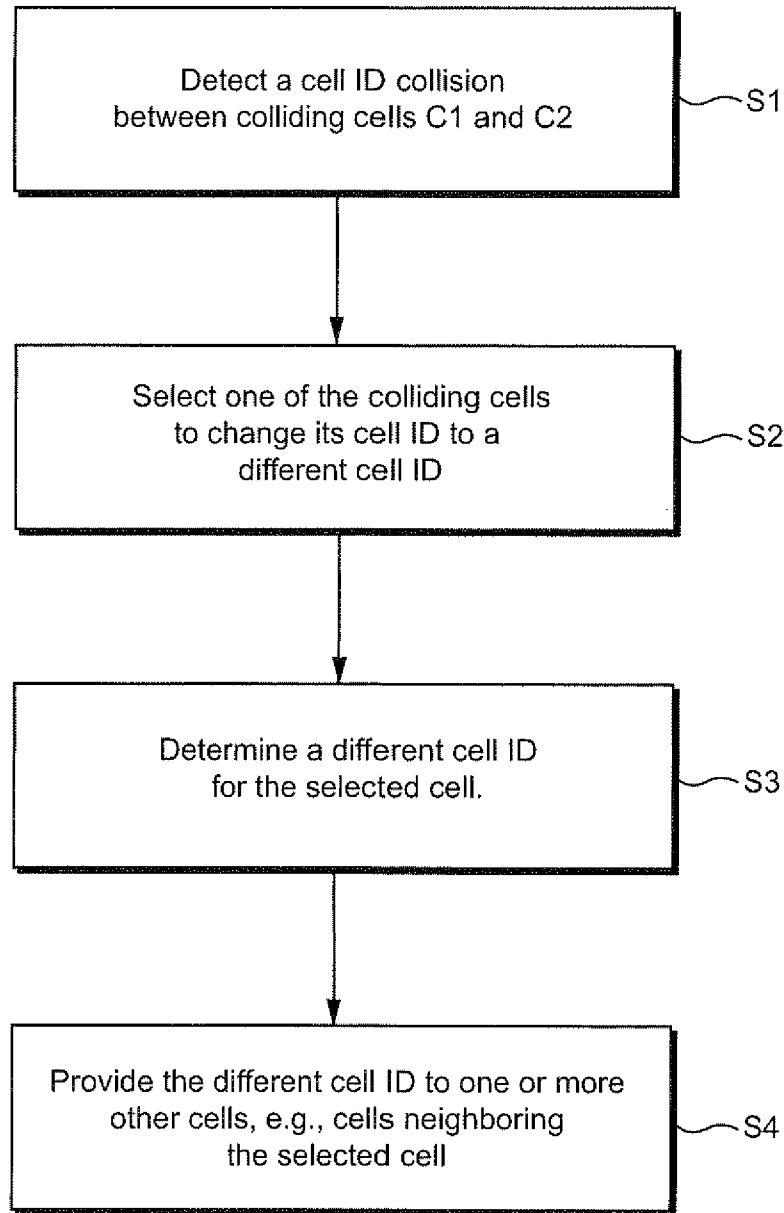 Detect a cell ID collision
between colliding cells C1 and C2
S1
Select one of the colliding cells
to change its cell ID to a
different cell ID
S2
Determine a different cell ID
for the selected cell.
S3
Provide the different cell ID to one or more
other cells, e.g., cells neighboring
the selected cell
S4